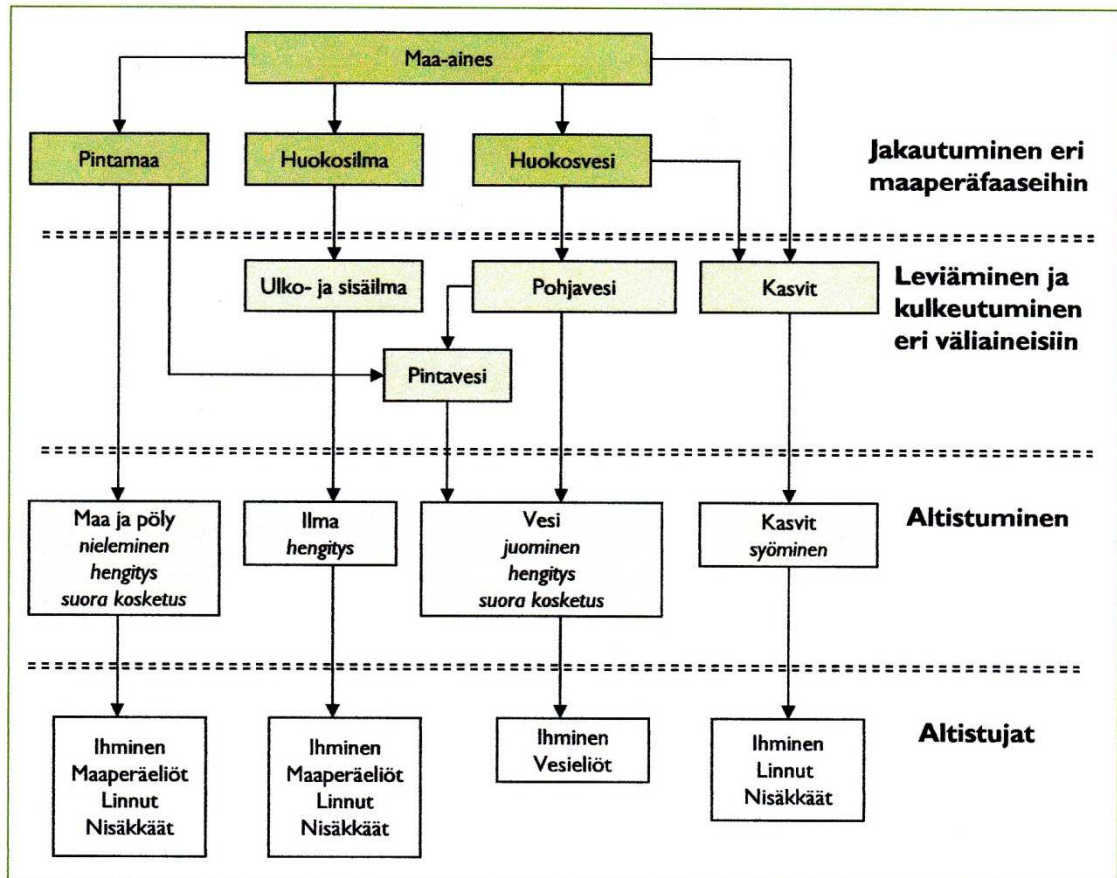 Maa-aines
Pintamaa
Huokosilma
Huokosvesi
Jakautuminen eri
maaperäfaaseihin
Ulko- ja sisäilma
Pohjavesi
Kasvit
Leviäminen ja
kulkeutuminen
eri väliaineisiin
Pintavesi
Maa ja pöly
nieleminen
hengitys
suora kosketus
Ilma
hengitys
Vesi
juominen
hengitys
suora kosketus
Kasvit
syöminen
Altistuminen
Ihminen
Maaperäeliöt
Linnut
Nisäkkäät
Ihminen
Maaperäeliöt
Linnut
Nisäkkäät
Ihminen
Vesieliöt
Ihminen
Linnut
Nisäkkäät
Altistujat